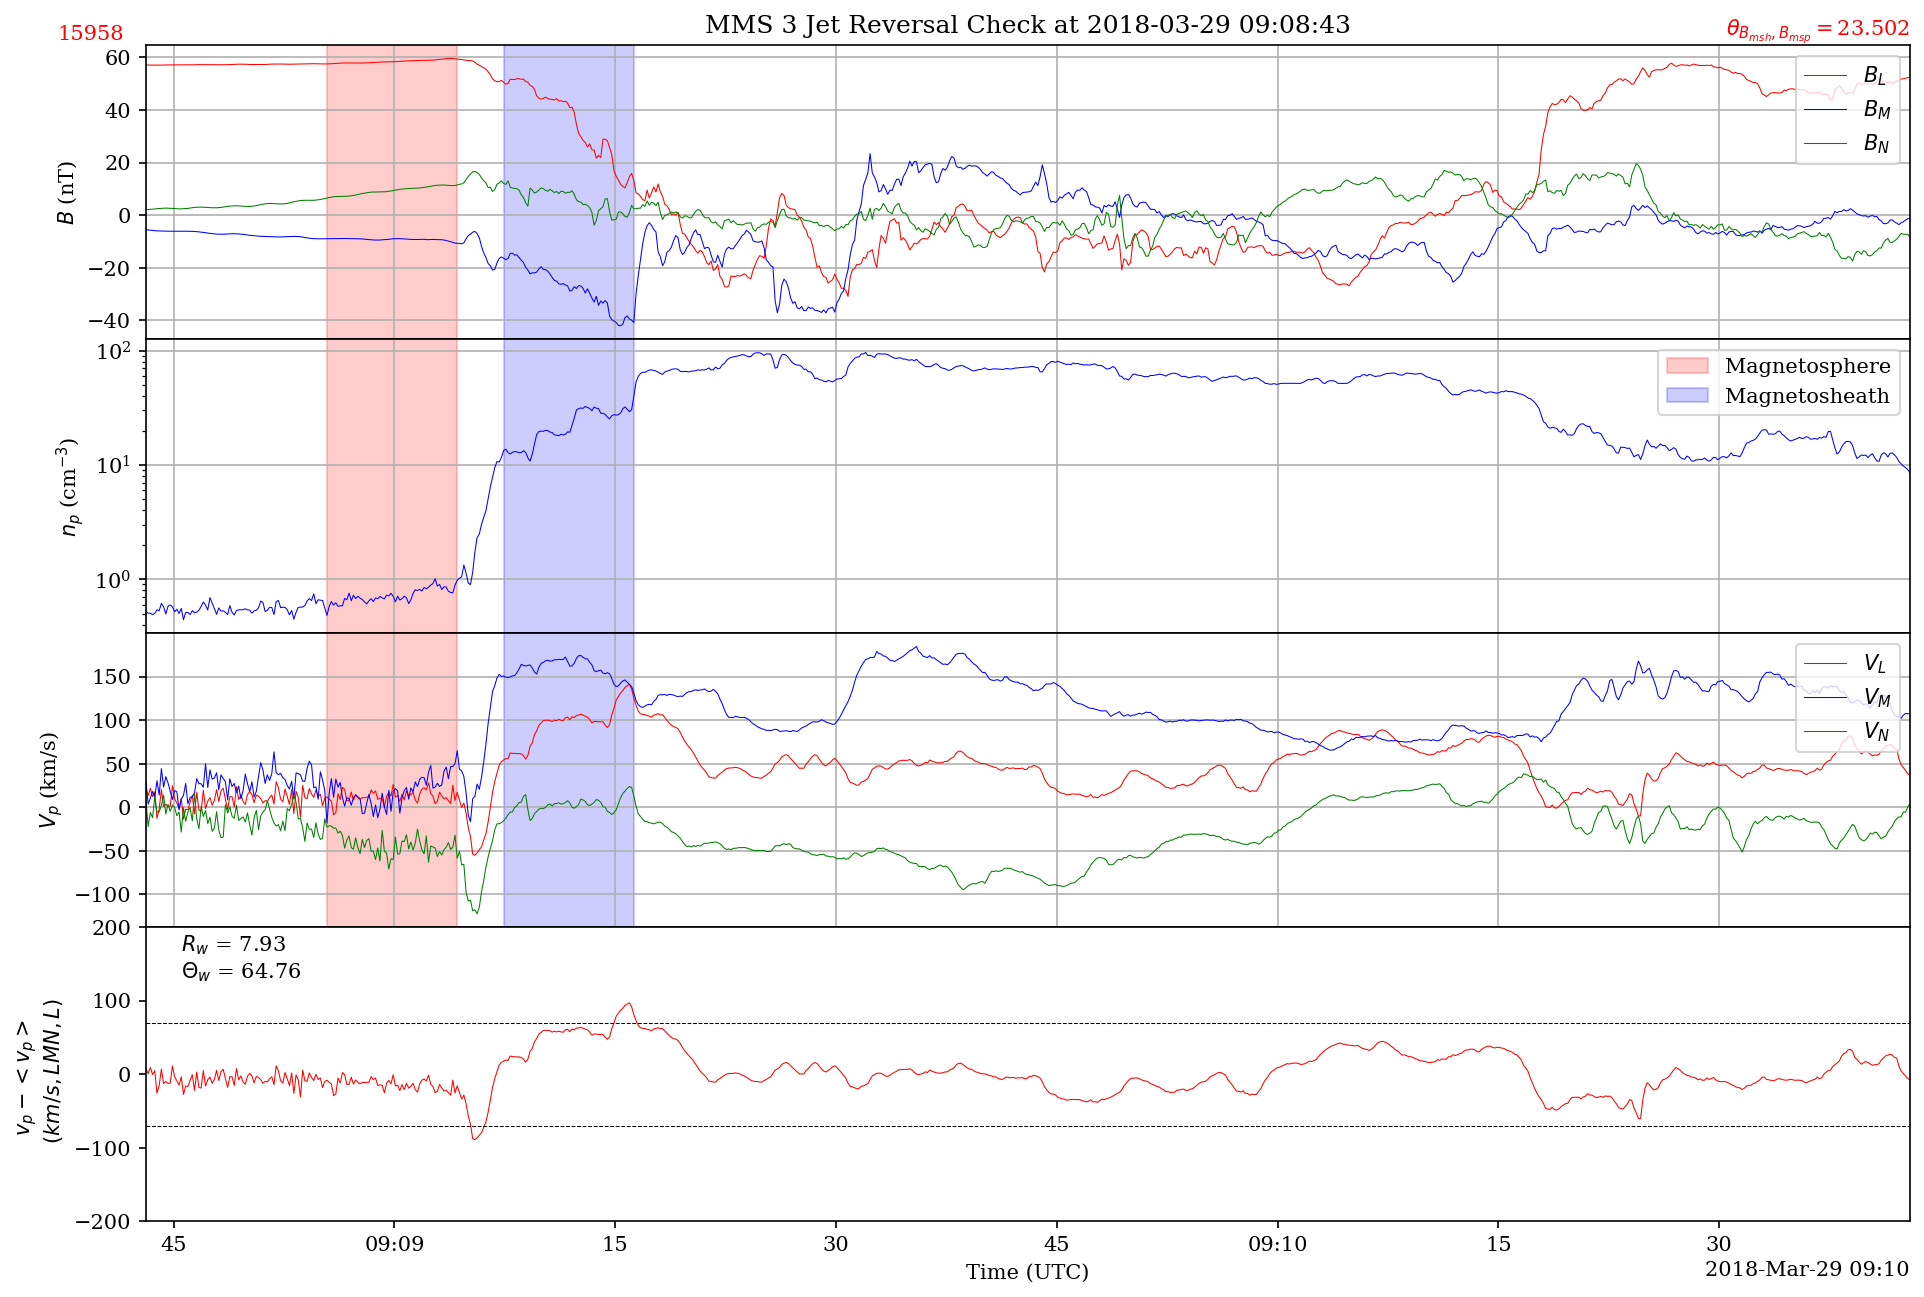 MMS 3 Jet Reversal Check at 2018-03-29 09:08:43
15958
θ_{B_{msh}, B_{msp}} = 23.502
60
40
20
0
−20
−40
B (nT)
B_L
B_M
B_N
10^2
10^1
10^0
n_p (cm^{−3})
Magnetosphere
Magnetosheath
150
100
50
0
−50
−100
V_p (km/s)
V_L
V_M
V_N
200
100
0
−100
−200
v_p − < v_p >
(km/s, LMN, L)
R_w = 7.93
Θ_w = 64.76
45
09:09
15
30
45
09:10
15
30
Time (UTC)
2018-Mar-29 09:10